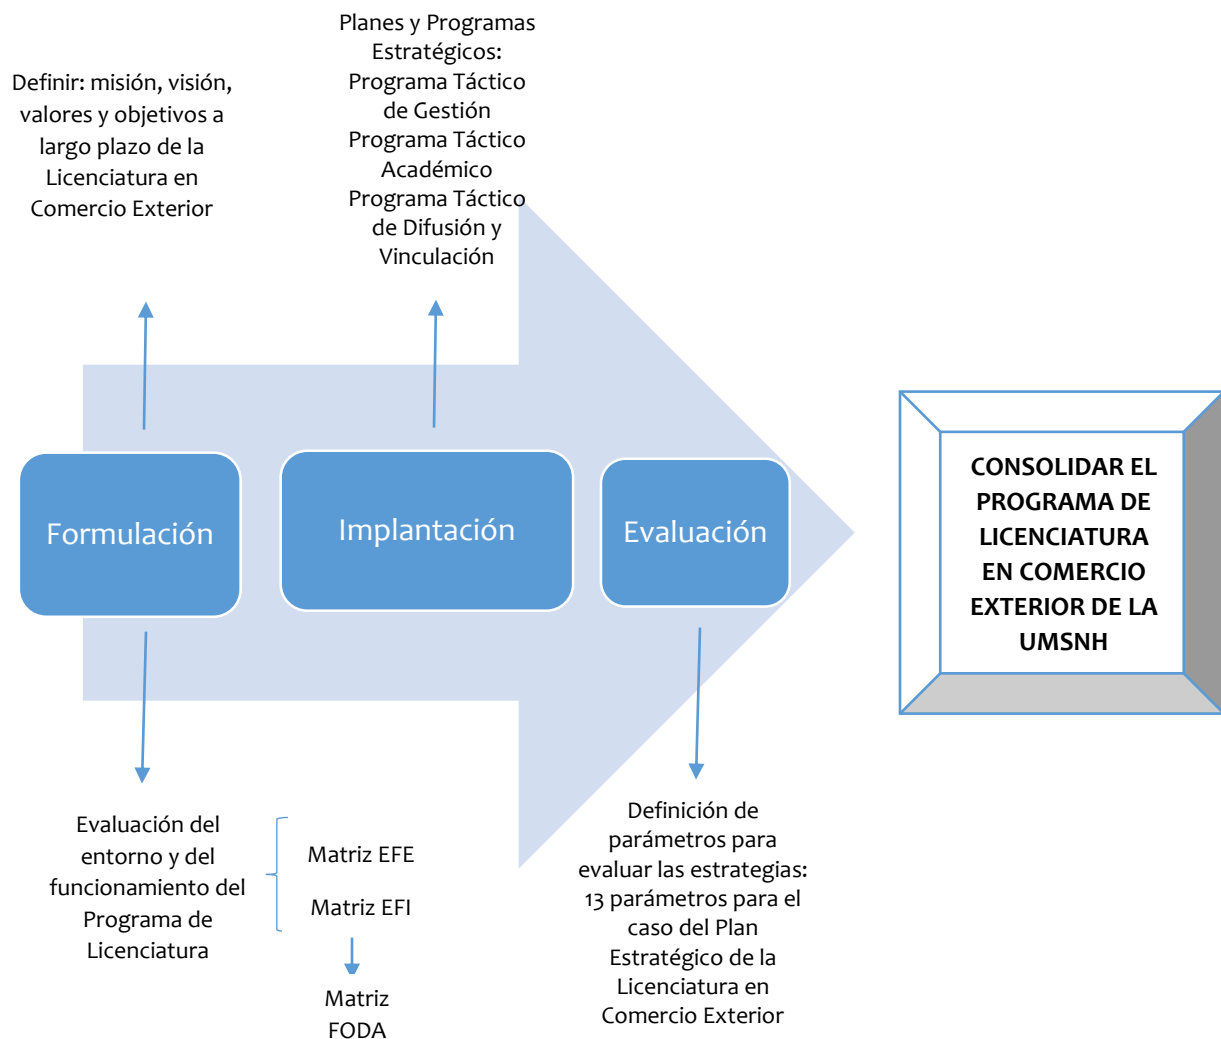 Planes y Programas
Estratégicos:
Programa Táctico
de Gestión
Programa Táctico
Académico
Programa Táctico
de Difusión y
Vinculación
Definir: misión, visión,
valores y objetivos a
largo plazo de la
Licenciatura en
Comercio Exterior
Formulación
Implantación
Evaluación
CONSOLIDAR EL
PROGRAMA DE
LICENCIATURA
EN COMERCIO
EXTERIOR DE LA
UMSNH
Evaluación del
entorno y del
funcionamiento del
Programa de
Licenciatura
Matriz EFE
Matriz EFI
Matriz
FODA
Definición de
parámetros para
evaluar las estrategias:
13 parámetros para el
caso del Plan
Estratégico de la
Licenciatura en
Comercio Exterior